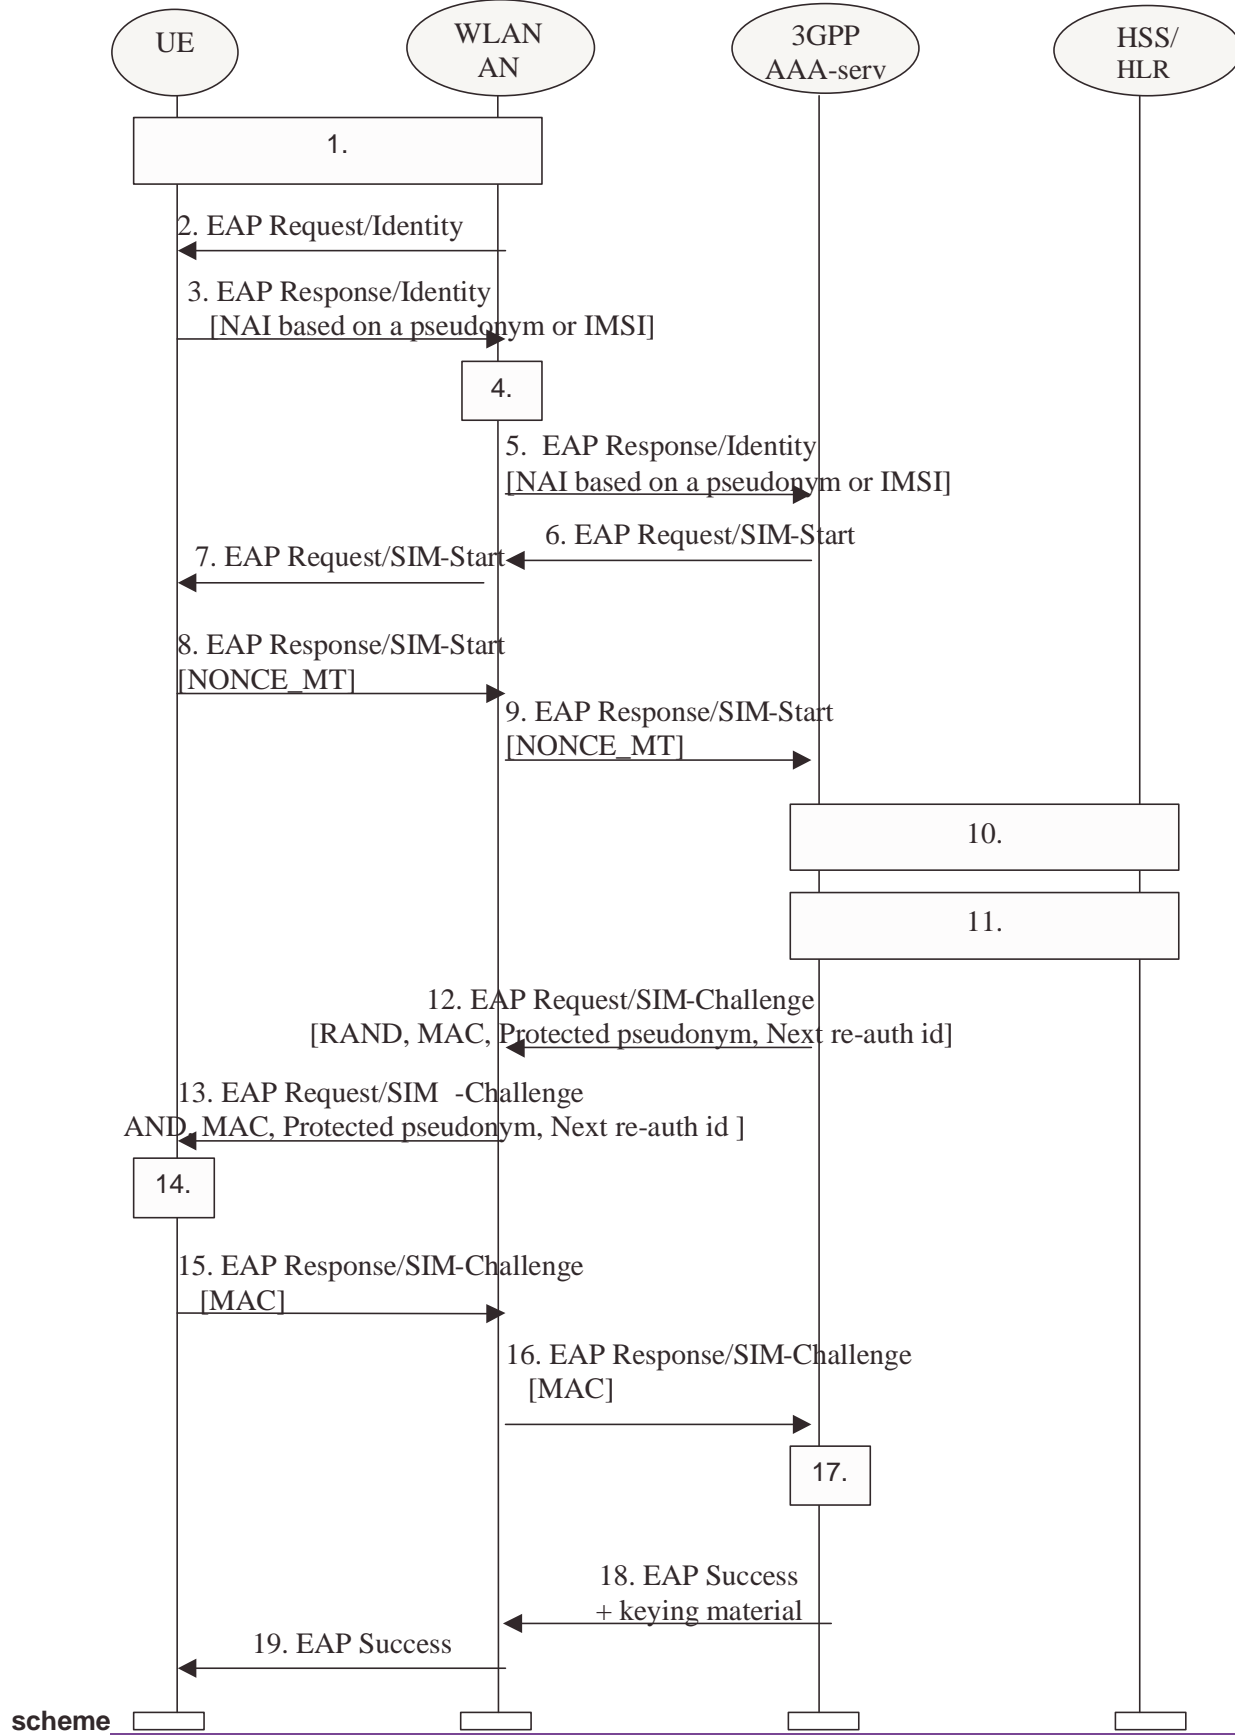 UE
WLAN
AN
3GPP
AAA-serv
HSS/
HLR
1.
2. EAP Request/Identity
3. EAP Response/Identity
[NAI based on a pseudonym or IMSI]
4.
5. EAP Response/Identity
[NAI based on a pseudonym or IMSI]
6. EAP Request/SIM-Start
7. EAP Request/SIM-Start
8. EAP Response/SIM-Start
[NONCE_MT]
9. EAP Response/SIM-Start
[NONCE_MT]
10.
11.
12. EAP Request/SIM-Challenge
[RAND, MAC, Protected pseudonym, Next re-auth id]
13. EAP Request/SIM -Challenge
AND, MAC, Protected pseudonym, Next re-auth id ]
14.
15. EAP Response/SIM-Challenge
[MAC]
16. EAP Response/SIM-Challenge
[MAC]
17.
18. EAP Success
+ keying material
19. EAP Success
scheme